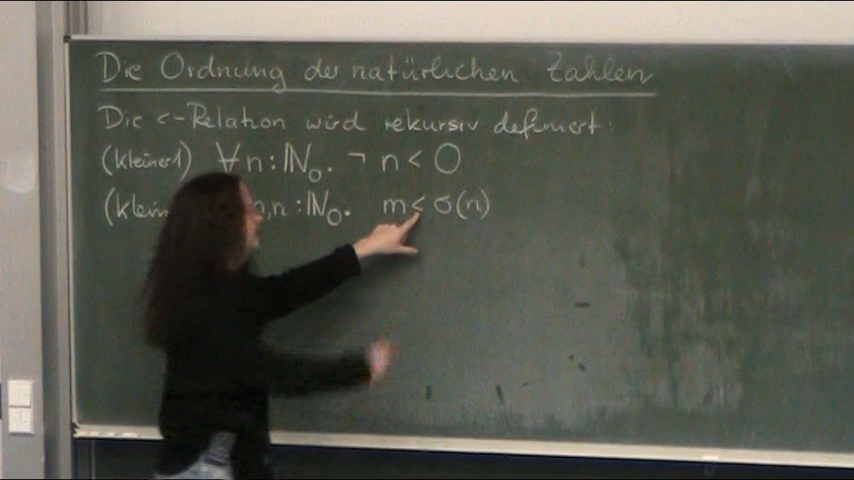 Die Ordnung der natürlichen Zahlen
Die <-Relation wird rekursiv definiert:
(kleiner1) ∀n:ℕ₀. ¬ n < 0
(klein ,n:ℕ₀. m < σ(n)